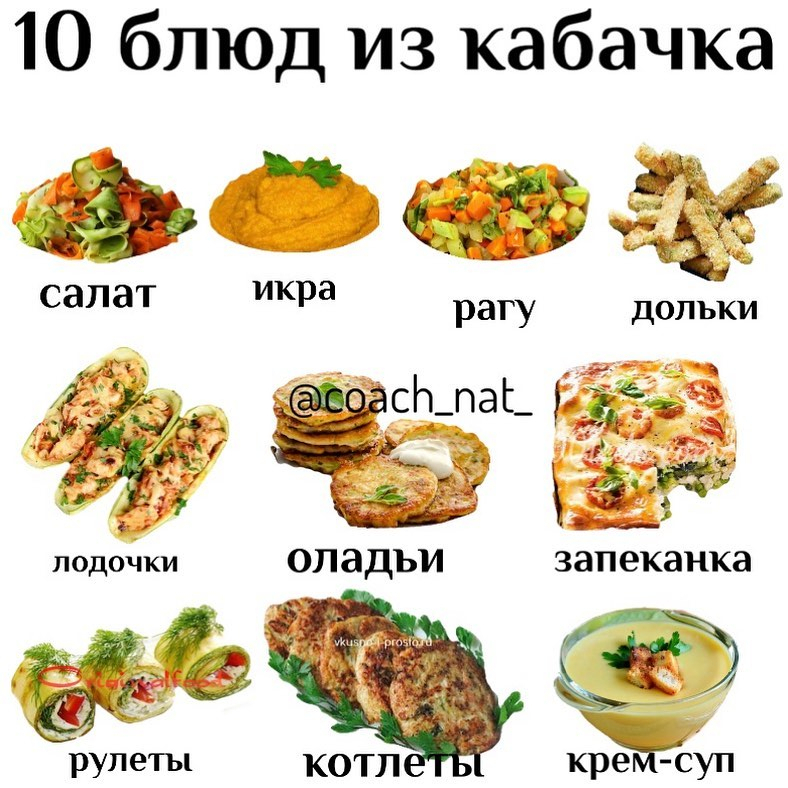 10 блюд из кабачка
салат
икра
рагу
дольки
@coach_nat_
лодочки
оладьи
запеканка
vkusno-i-prosto.ru
рулеты
котлеты
крем-суп